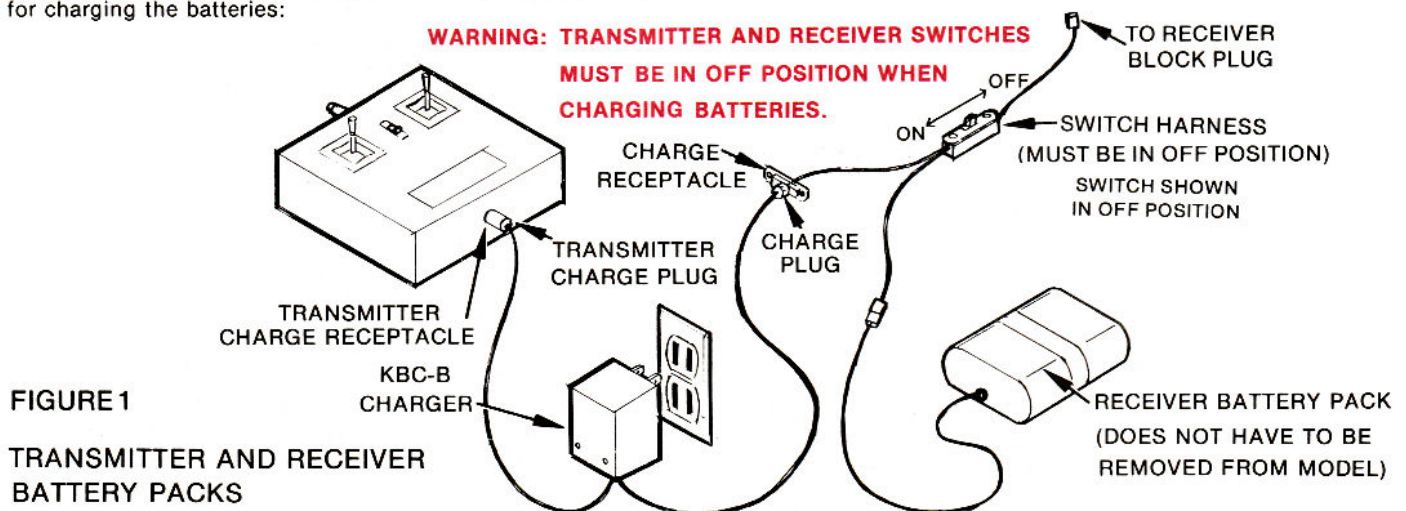 for charging the batteries:
WARNING: TRANSMITTER AND RECEIVER SWITCHES
MUST BE IN OFF POSITION WHEN
CHARGING BATTERIES.
TO RECEIVER
BLOCK PLUG
OFF
ON
SWITCH HARNESS
(MUST BE IN OFF POSITION)
SWITCH SHOWN
IN OFF POSITION
CHARGE
RECEPTACLE
CHARGE
PLUG
TRANSMITTER
CHARGE PLUG
TRANSMITTER
CHARGE RECEPTACLE
KBC-B
CHARGER
RECEIVER BATTERY PACK
(DOES NOT HAVE TO BE
REMOVED FROM MODEL)
FIGURE 1
TRANSMITTER AND RECEIVER
BATTERY PACKS